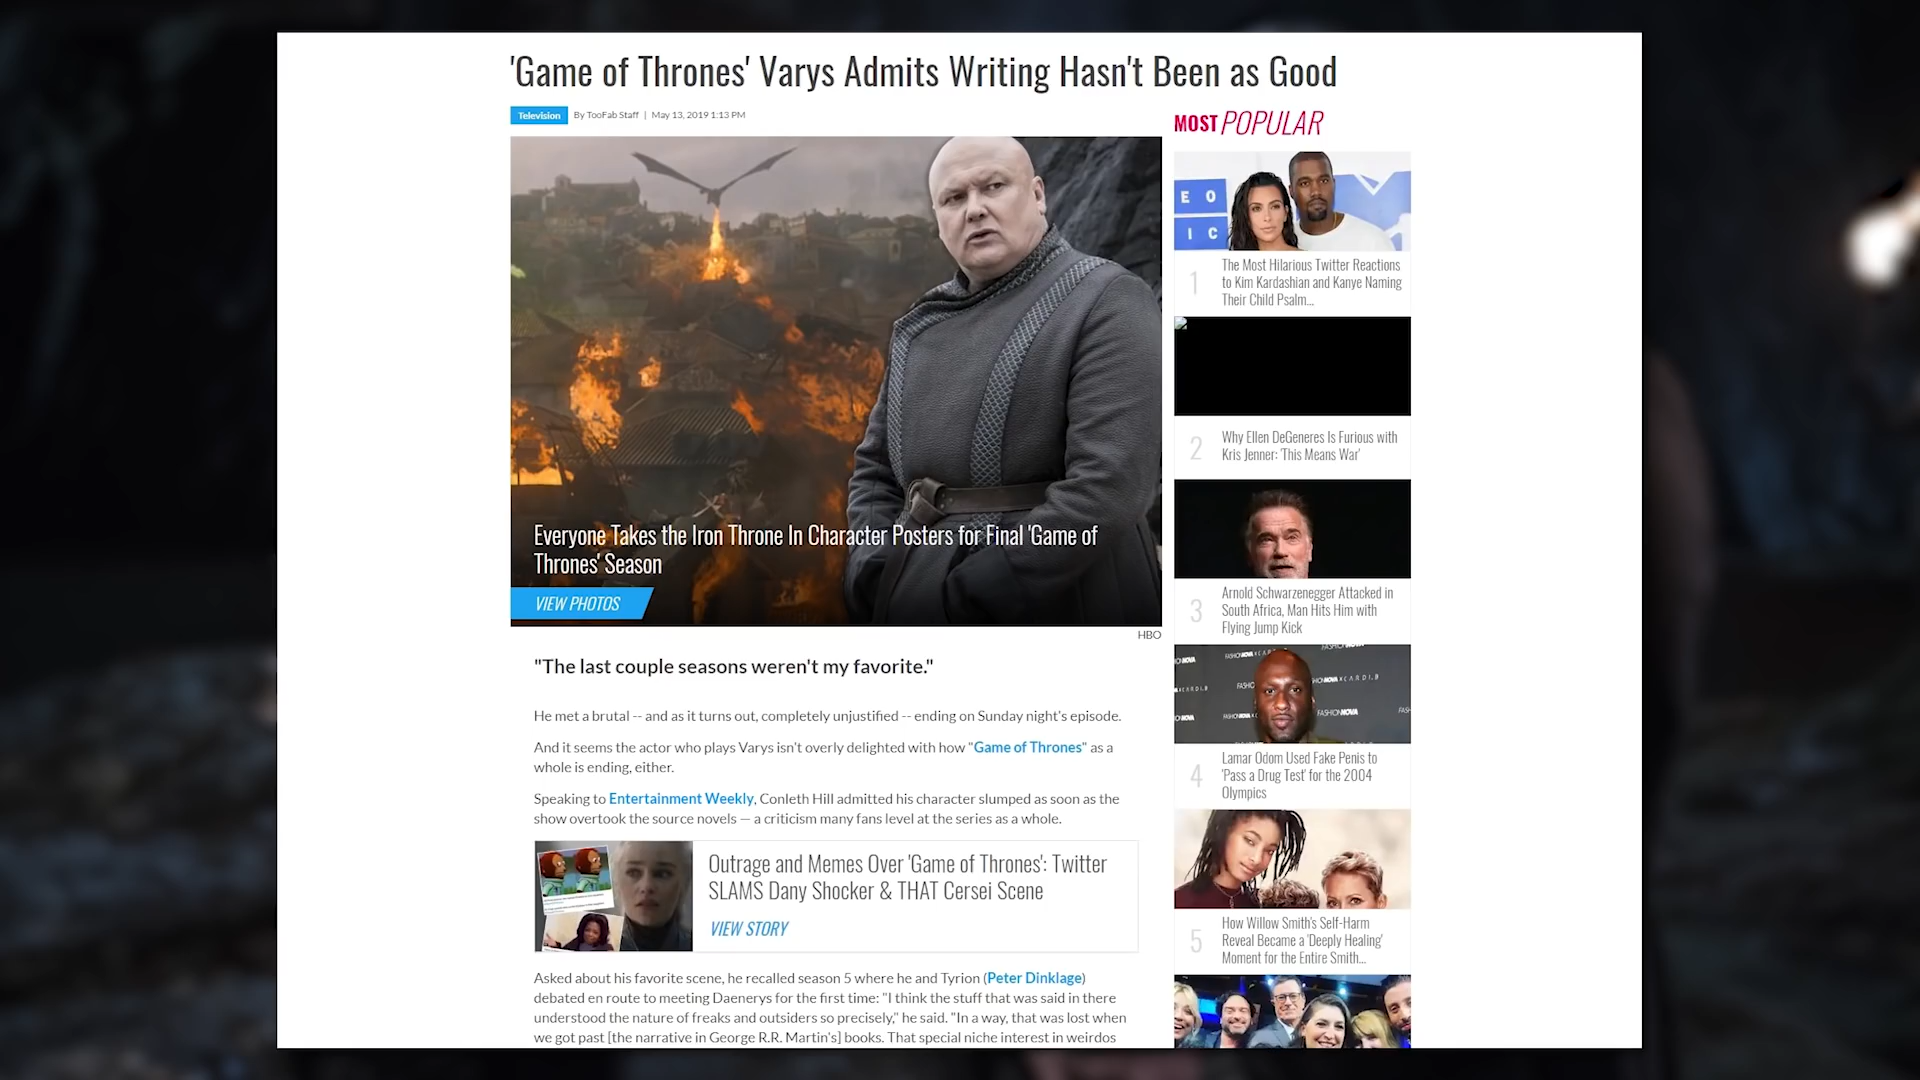 'Game of Thrones' Varys Admits Writing Hasn't Been as Good
Television By TooFab Staff | May 13, 2019 1:13 PM
Everyone Takes the Iron Throne In Character Posters for Final 'Game of
Thrones' Season
VIEW PHOTOS
HBO
"The last couple seasons weren't my favorite."
He met a brutal -- and as it turns out, completely unjustified -- ending on Sunday night's episode.
And it seems the actor who plays Varys isn't overly delighted with how "Game of Thrones" as a
whole is ending, either.
Speaking to Entertainment Weekly, Conleth Hill admitted his character slumped as soon as the
show overtook the source novels — a criticism many fans level at the series as a whole.
Outrage and Memes Over 'Game of Thrones': Twitter
SLAMS Dany Shocker & THAT Cersei Scene
VIEW STORY
Asked about his favorite scene, he recalled season 5 where he and Tyrion (Peter Dinklage)
debated en route to meeting Daenerys for the first time: "I think the stuff that was said in there
understood the nature of freaks and outsiders so precisely," he said. "In a way, that was lost when
we got past [the narrative in George R.R. Martin's] books. That special niche interest in weirdos
MOST POPULAR
E O
I C
1
The Most Hilarious Twitter Reactions
to Kim Kardashian and Kanye Naming
Their Child Psalm...
2
Why Ellen DeGeneres Is Furious with
Kris Jenner: 'This Means War'
3
Arnold Schwarzenegger Attacked in
South Africa, Man Hits Him with
Flying Jump Kick
FASHIONNOVA
4
Lamar Odom Used Fake Penis to
'Pass a Drug Test' for the 2004
Olympics
5
How Willow Smith's Self-Harm
Reveal Became a 'Deeply Healing'
Moment for the Entire Smith...